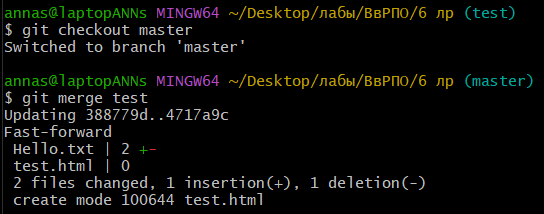 annas@laptopANNs MINGW64 ~/Desktop/лабы/ВвРПО/6 лр (test)
$ git checkout master
Switched to branch 'master'
annas@laptopANNs MINGW64 ~/Desktop/лабы/ВвРПО/6 лр (master)
$ git merge test
Updating 388779d..4717a9c
Fast-forward
 Hello.txt | 2 +-
 test.html | 0
 2 files changed, 1 insertion(+), 1 deletion(-)
 create mode 100644 test.html